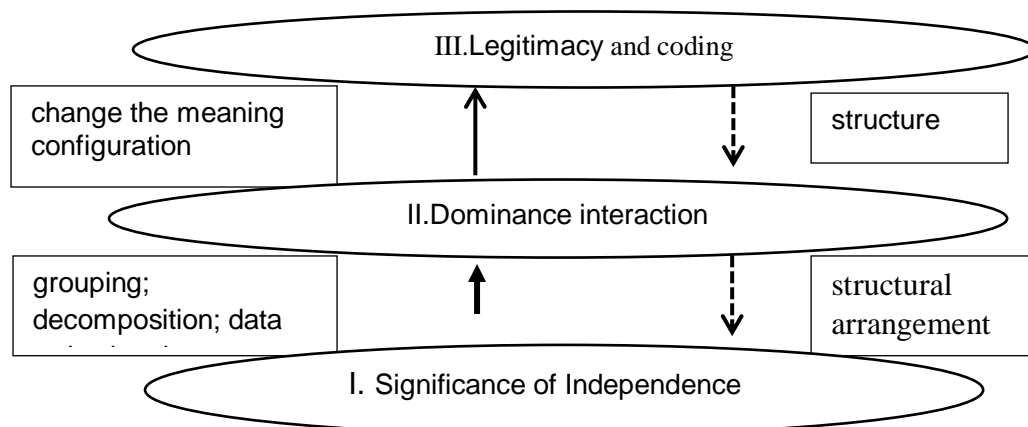 III.Legitimacy and coding
change the meaning
configuration
structure
II.Dominance interaction
grouping;
decomposition; data
structural
arrangement
I. Significance of Independence